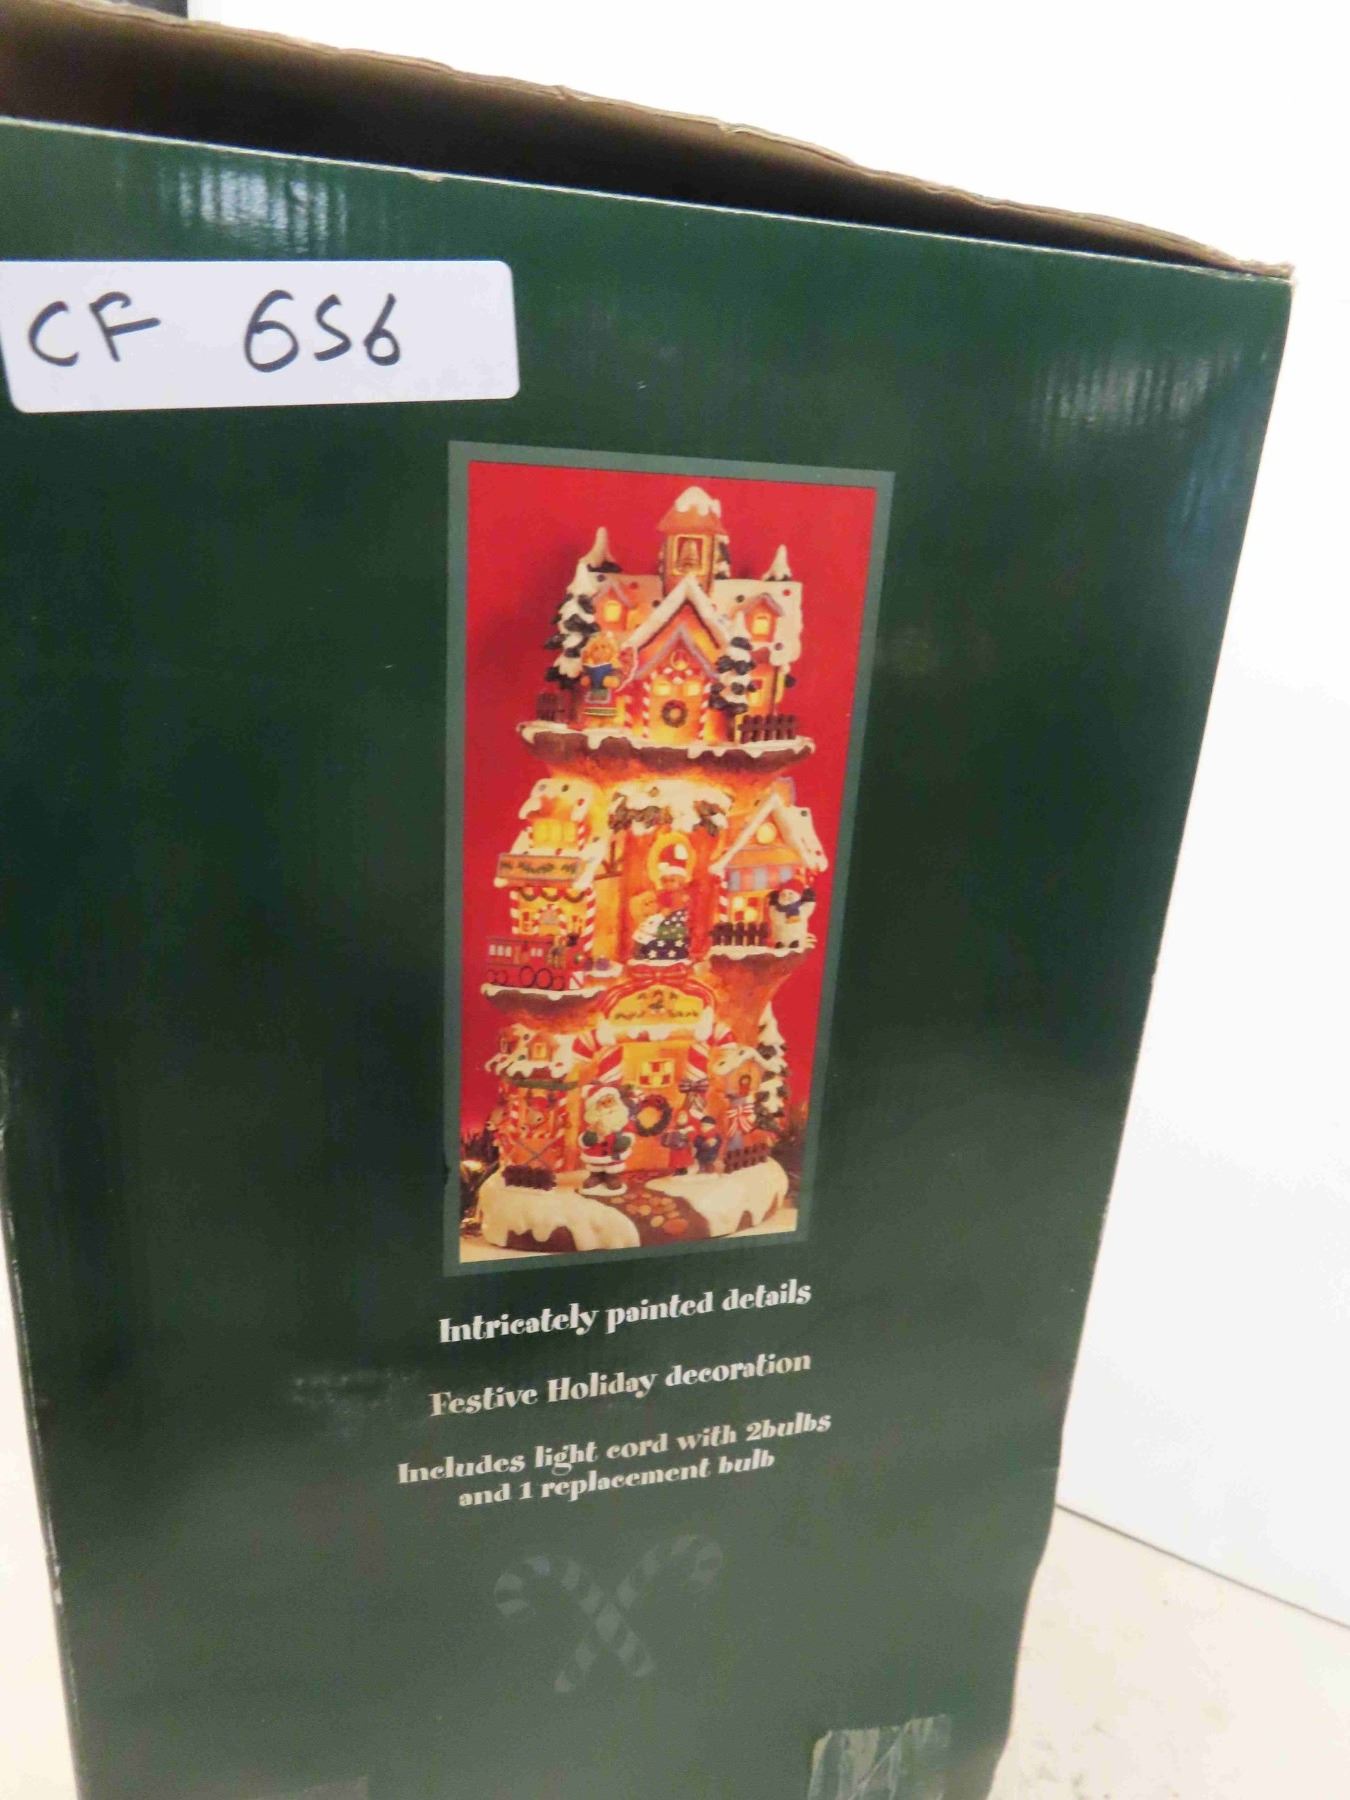 CF 656
Intricately painted details
Festive Holiday decoration
Includes light cord with 2bulbs
and 1 replacement bulb